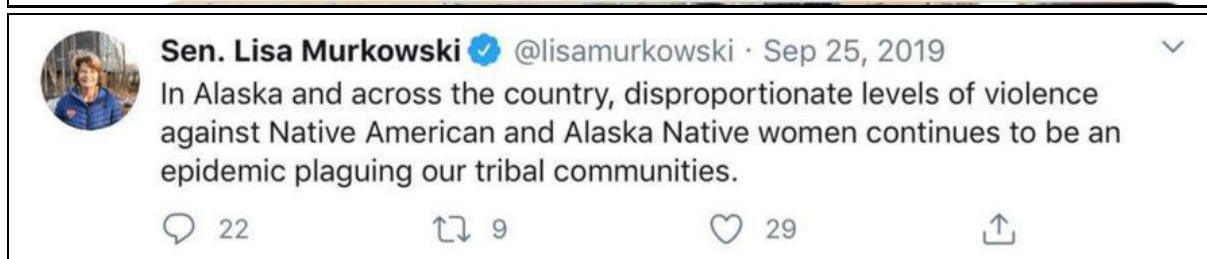 Sen. Lisa Murkowski @lisamurkowski · Sep 25, 2019
In Alaska and across the country, disproportionate levels of violence
against Native American and Alaska Native women continues to be an
epidemic plaguing our tribal communities.
22 9 29